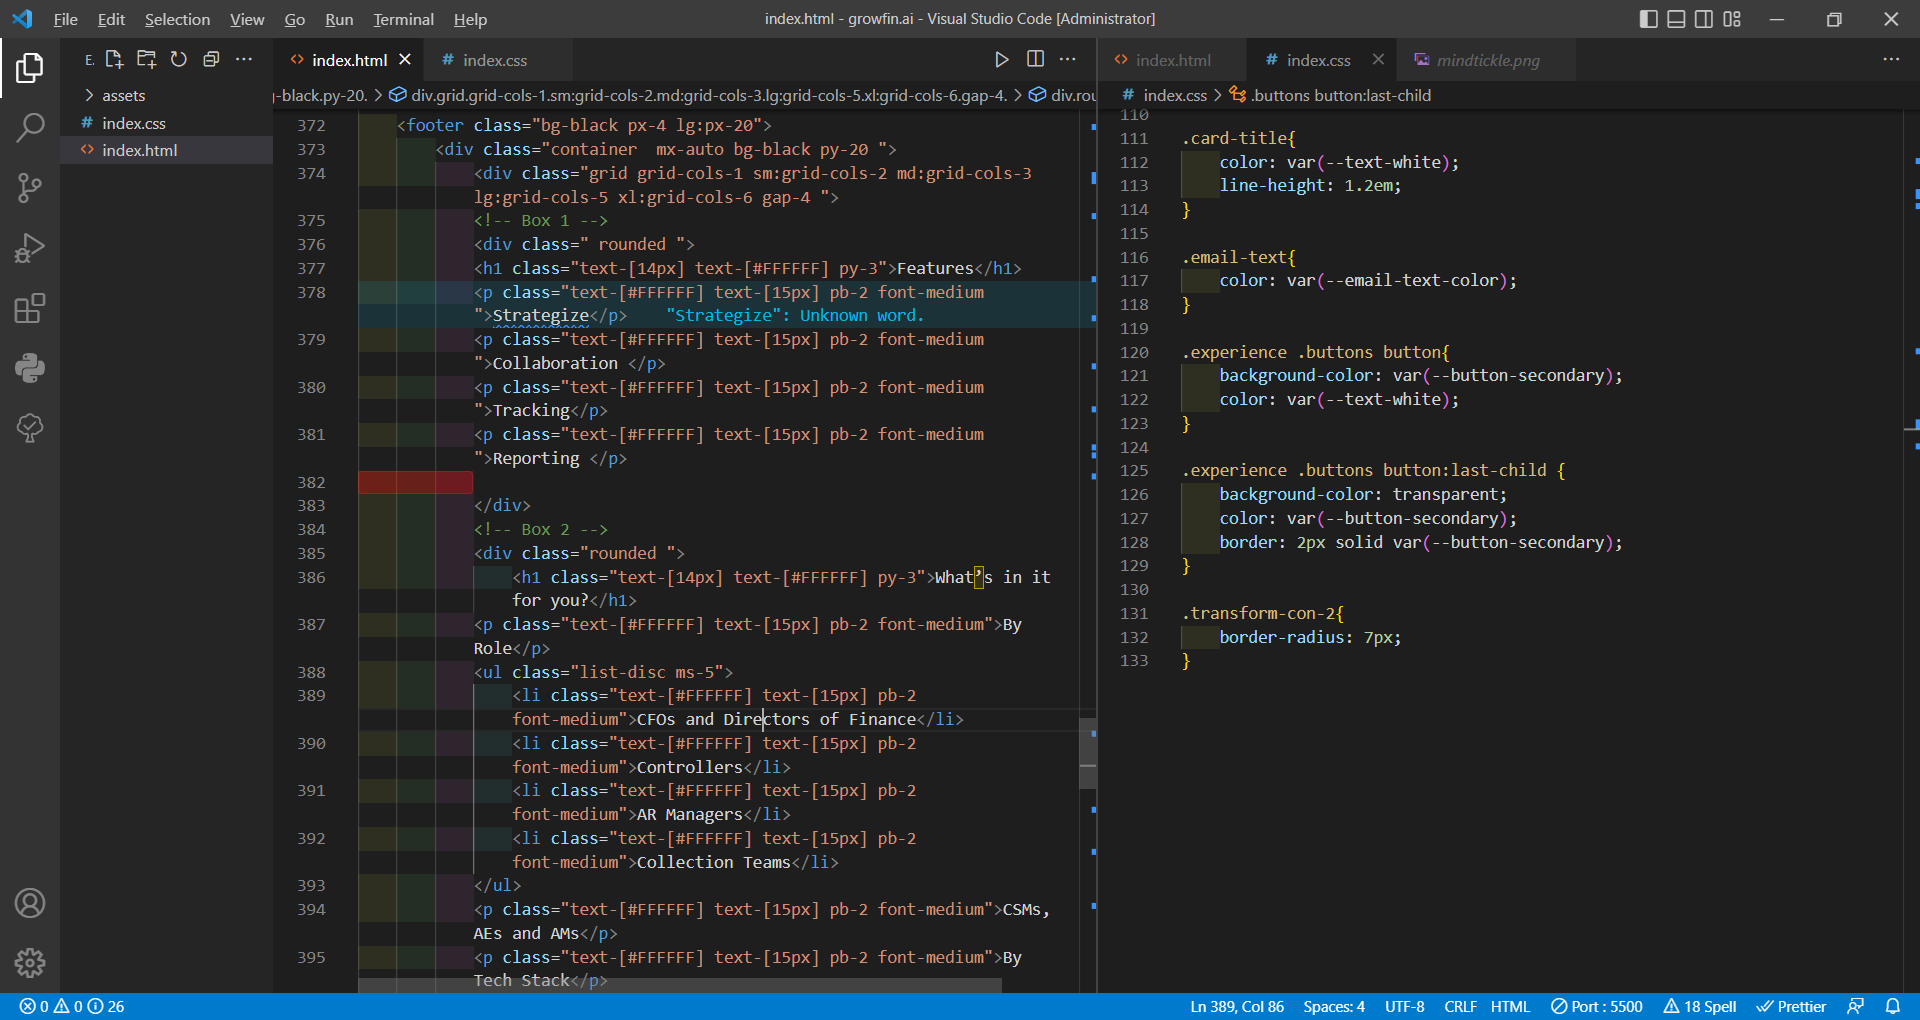 File Edit Selection View Go Run Terminal Help
index.html - growfin.ai - Visual Studio Code [Administrator]
E.
assets
# index.css
<> index.html
<> index.html
# index.css
-black.py-20. > div.grid.grid-cols-1.sm:grid-cols-2.md:grid-cols-3.lg:grid-cols-5.xl:grid-cols-6.gap-4. > div.rou
372 <footer class="bg-black px-4 lg:px-20">
373 <div class="container  mx-auto bg-black py-20 ">
374 <div class="grid grid-cols-1 sm:grid-cols-2 md:grid-cols-3
lg:grid-cols-5 xl:grid-cols-6 gap-4 ">
375 <!-- Box 1 -->
376 <div class=" rounded ">
377 <h1 class="text-[14px] text-[#FFFFFF] py-3">Features</h1>
378 <p class="text-[#FFFFFF] text-[15px] pb-2 font-medium
">Strategize</p> "Strategize": Unknown word.
379 <p class="text-[#FFFFFF] text-[15px] pb-2 font-medium
">Collaboration </p>
380 <p class="text-[#FFFFFF] text-[15px] pb-2 font-medium
">Tracking</p>
381 <p class="text-[#FFFFFF] text-[15px] pb-2 font-medium
">Reporting </p>
382
383 </div>
384 <!-- Box 2 -->
385 <div class="rounded ">
386 <h1 class="text-[14px] text-[#FFFFFF] py-3">What’s in it
for you?</h1>
387 <p class="text-[#FFFFFF] text-[15px] pb-2 font-medium">By
Role</p>
388 <ul class="list-disc ms-5">
389 <li class="text-[#FFFFFF] text-[15px] pb-2
font-medium">CFOs and Directors of Finance</li>
390 <li class="text-[#FFFFFF] text-[15px] pb-2
font-medium">Controllers</li>
391 <li class="text-[#FFFFFF] text-[15px] pb-2
font-medium">AR Managers</li>
392 <li class="text-[#FFFFFF] text-[15px] pb-2
font-medium">Collection Teams</li>
393 </ul>
394 <p class="text-[#FFFFFF] text-[15px] pb-2 font-medium">CSMs,
AEs and AMs</p>
395 <p class="text-[#FFFFFF] text-[15px] pb-2 font-medium">By
Tech Stack</p>
<> index.html
# index.css
mindtickle.png
# index.css > .buttons button:last-child
110
111 .card-title{
112 color: var(--text-white);
113 line-height: 1.2em;
114 }
115
116 .email-text{
117 color: var(--email-text-color);
118 }
119
120 .experience .buttons button{
121 background-color: var(--button-secondary);
122 color: var(--text-white);
123 }
124
125 .experience .buttons button:last-child {
126 background-color: transparent;
127 color: var(--button-secondary);
128 border: 2px solid var(--button-secondary);
129 }
130
131 .transform-con-2{
132 border-radius: 7px;
133 }
0 0 26
Ln 389, Col 86 Spaces: 4 UTF-8 CRLF HTML Port : 5500 18 Spell Prettier